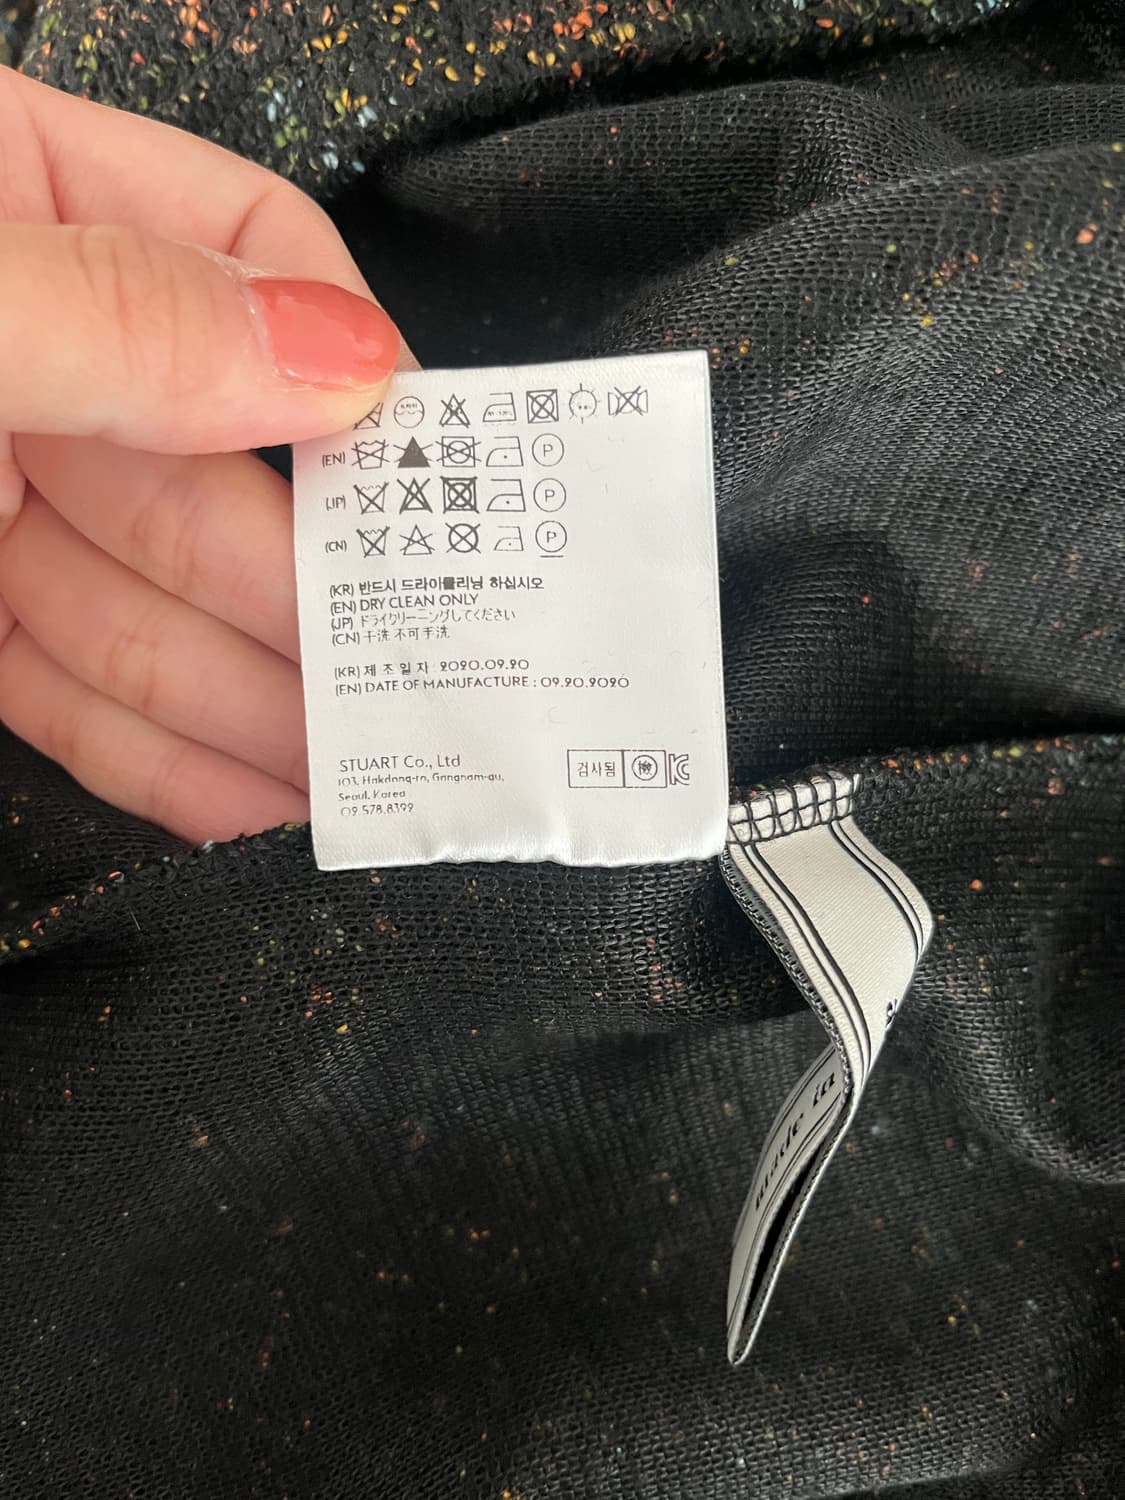 (EN) P
(JP) P
(CN) P
(KR) 반드시 드라이클리닝 하십시오
(EN) DRY CLEAN ONLY
(JP) ドライクリーニングしてください
(CN) 干洗 不可手洗
(KR) 제 조 일 자 : 2020.09.20
(EN) DATE OF MANUFACTURE : 09.20.2020
STUART Co., Ltd
103, Hakdong-ro, Gangnam-gu,
Seoul, Korea
02.578.8399
검사됨
made in